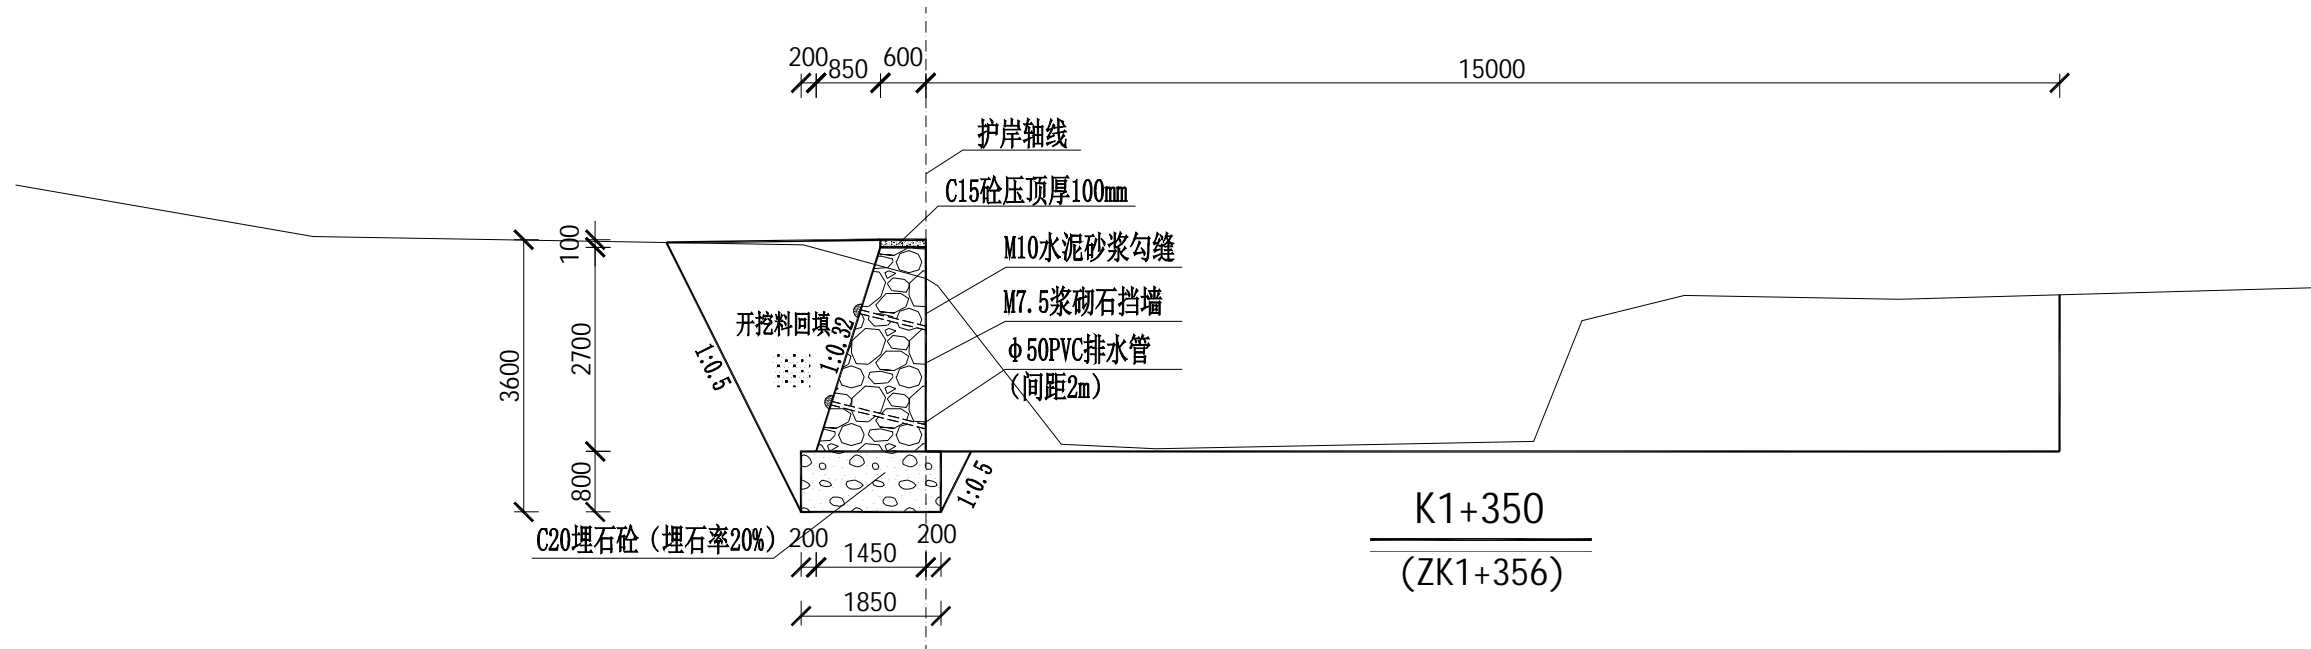 200
850
600
15000
护岸轴线
C15砼压顶厚100mm
100
M10水泥砂浆勾缝
M7.5浆砌石挡墙
开挖料回填
1:0.32
1:0.5
2700
3600
φ50PVC排水管
（间距2m）
800
1:0.5
K1+350
(ZK1+356)
C20埋石砼（埋石率20%）
200
1450
200
1850